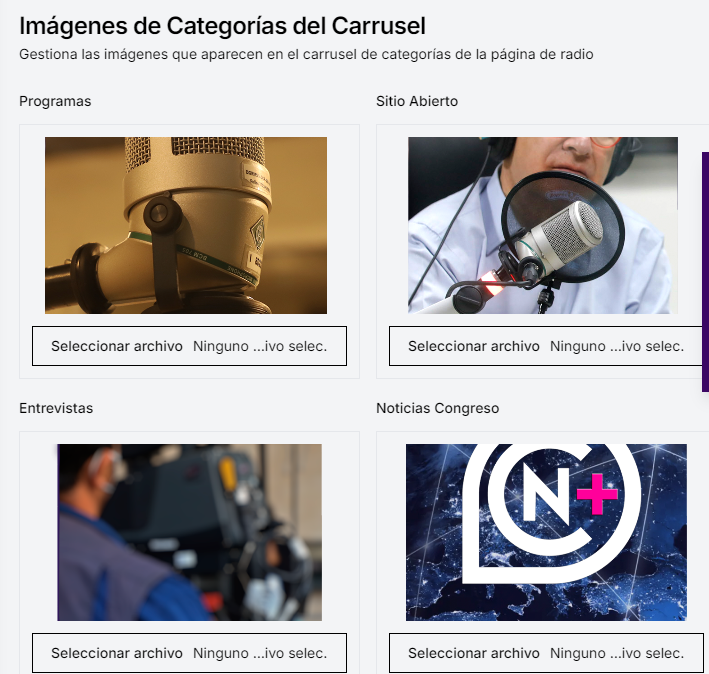 Imágenes de Categorías del Carrusel
Gestiona las imágenes que aparecen en el carrusel de categorías de la página de radio
Programas
Sitio Abierto
Seleccionar archivo Ninguno ...ivo selec.
Seleccionar archivo Ninguno ...ivo selec.
Entrevistas
Noticias Congreso
N+
Seleccionar archivo Ninguno ...ivo selec.
Seleccionar archivo Ninguno ...ivo selec.